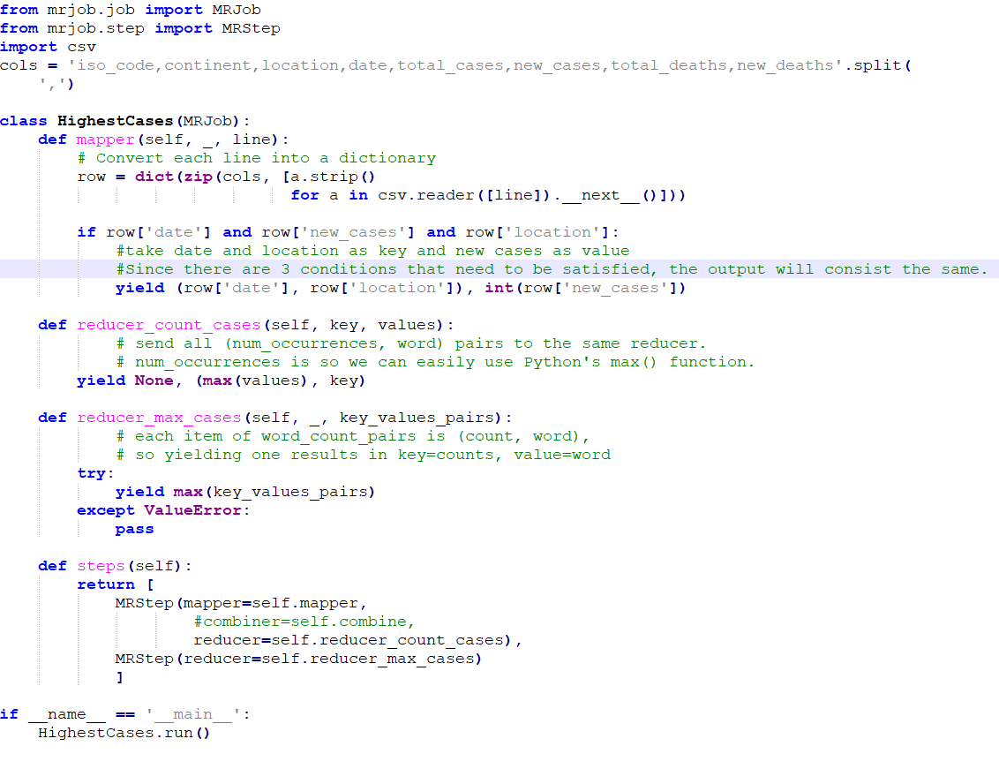 from mrjob.job import MRJob
from mrjob.step import MRStep
import csv
cols = 'iso_code,continent,location,date,total_cases,new_cases,total_deaths,new_deaths'.split(
    ',')

class HighestCases(MRJob):
    def mapper(self, _, line):
        # Convert each line into a dictionary
        row = dict(zip(cols, [a.strip()
                              for a in csv.reader([line]).__next__()]))

        if row['date'] and row['new_cases'] and row['location']:
            #take date and location as key and new cases as value
            #Since there are 3 conditions that need to be satisfied, the output will consist the same.
            yield (row['date'], row['location']), int(row['new_cases'])

    def reducer_count_cases(self, key, values):
            # send all (num_occurrences, word) pairs to the same reducer.
            # num_occurrences is so we can easily use Python's max() function.
        yield None, (max(values), key)

    def reducer_max_cases(self, _, key_values_pairs):
            # each item of word_count_pairs is (count, word),
            # so yielding one results in key=counts, value=word
        try:
            yield max(key_values_pairs)
        except ValueError:
            pass

    def steps(self):
        return [
            MRStep(mapper=self.mapper,
                    #combiner=self.combine,
                    reducer=self.reducer_count_cases),
            MRStep(reducer=self.reducer_max_cases)
            ]

if __name__ == '__main__':
    HighestCases.run()